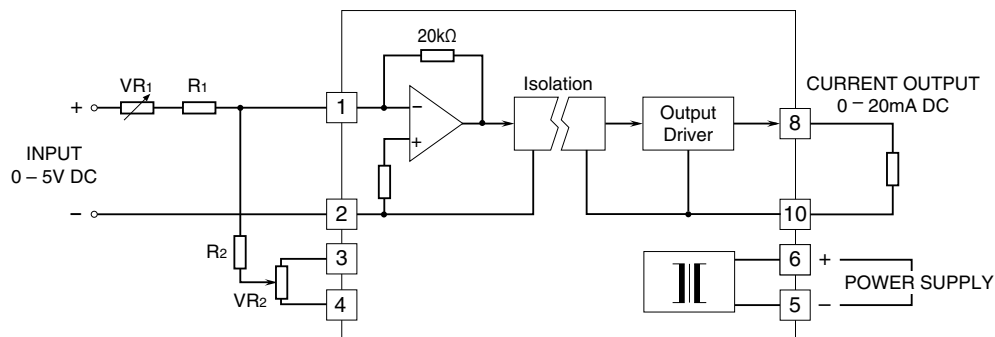 20kΩ
VR1
R1
+
1
−
+
Isolation
Output
Driver
8
CURRENT OUTPUT
0 – 20mA DC
INPUT
0 – 5V DC
−
2
10
R2
3
VR2
4
6
+
POWER SUPPLY
5
−